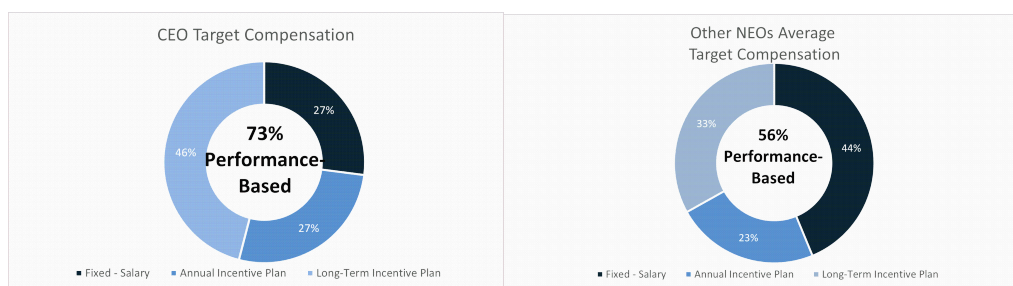 CEO Target Compensation
27%
46%
73%
Performance-
Based
27%
Fixed - Salary Annual Incentive Plan Long-Term Incentive Plan
Other NEOs Average
Target Compensation
33%
44%
56%
Performance-
Based
23%
Fixed - Salary Annual Incentive Plan Long-Term Incentive Plan